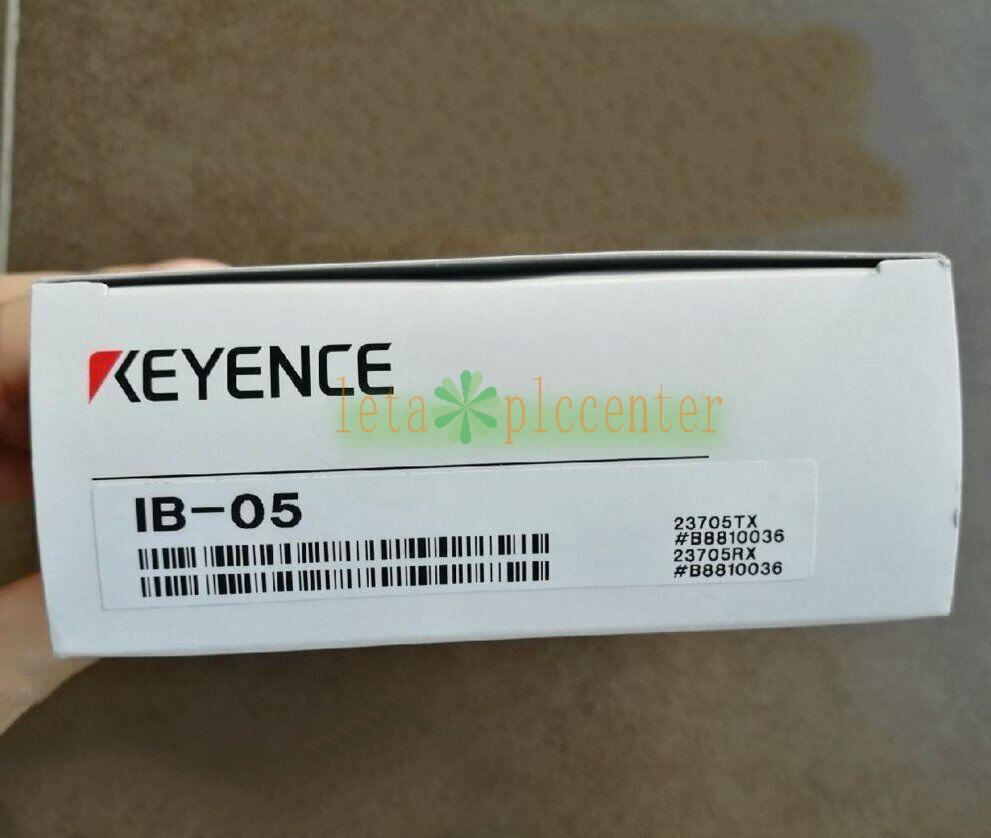 KEYENCE
leta plccenter
IB-05
23705TX
#B8810036
23705RX
#B8810036